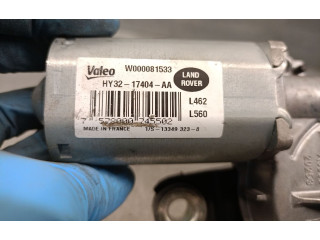 Valeo W000081533
HY32-17404-AA
LAND
ROVER
L462
L560
MADE IN FRANCE